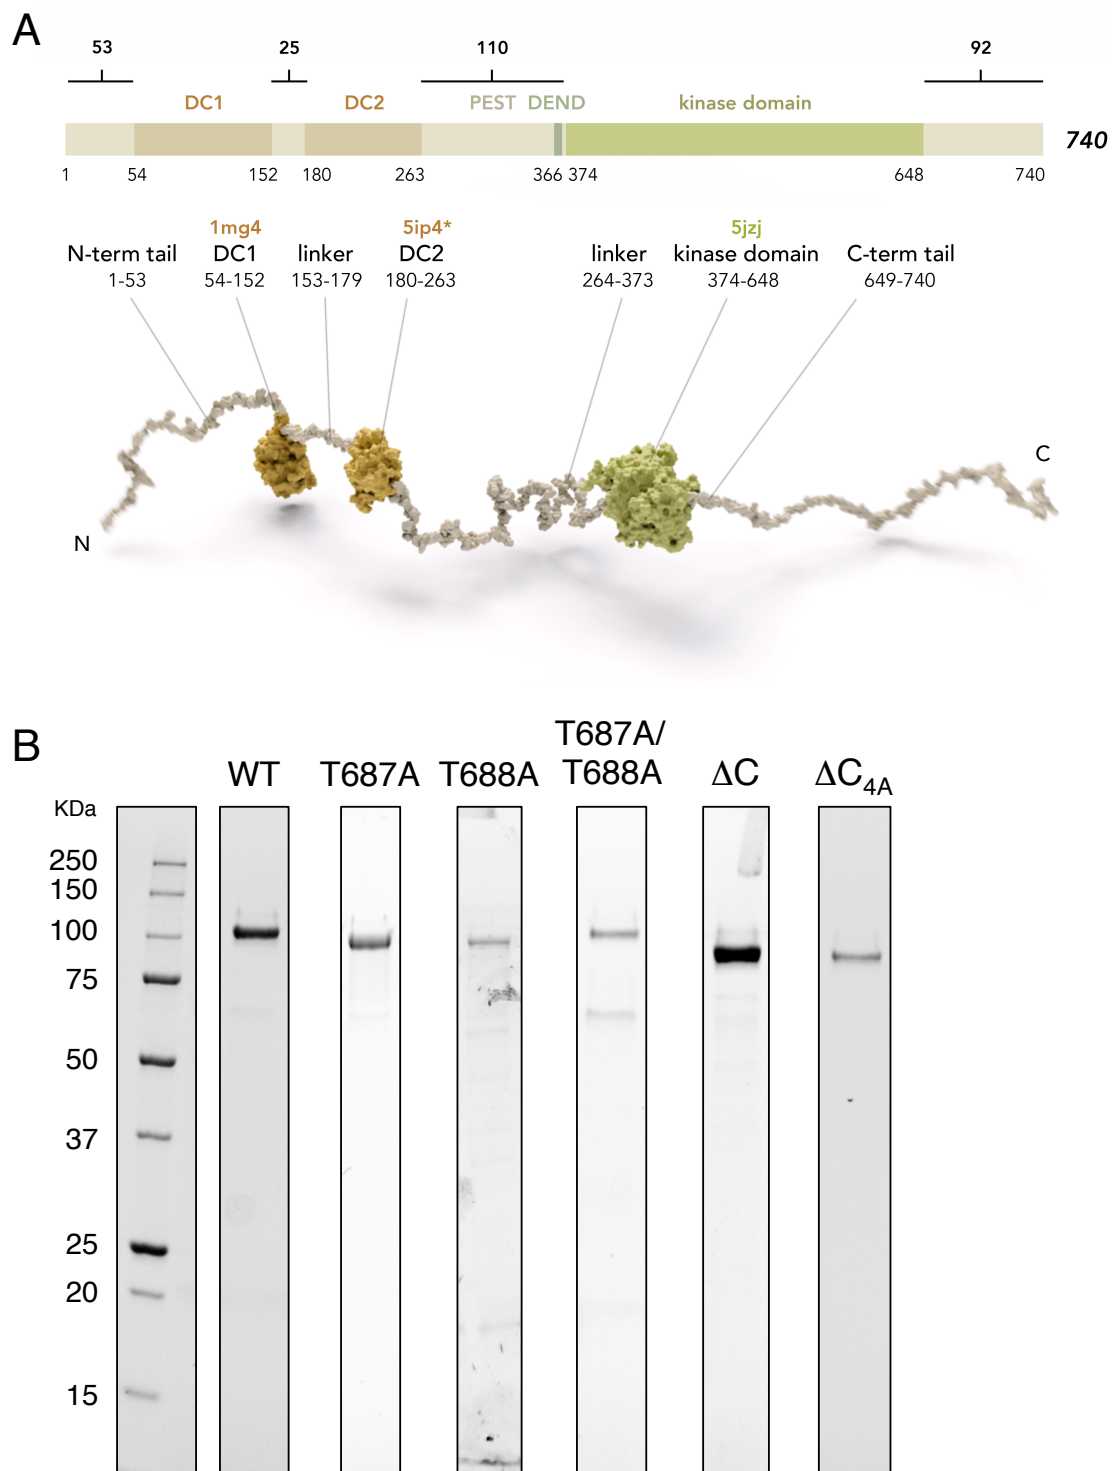 A
53 25 110 92
DC1 DC2 PEST DEND kinase domain
740
1 54 152 180 263 366 374 648 740
1mg4 5ip4* 5jzj
N-term tail DC1 linker DC2 linker kinase domain C-term tail
1-53 54-152 153-179 180-263 264-373 374-648 649-740
C
N
B
T687A/
WT T687A T688A T688A ΔC ΔC4A
KDa
250
150
100
75
50
37
25
20
15